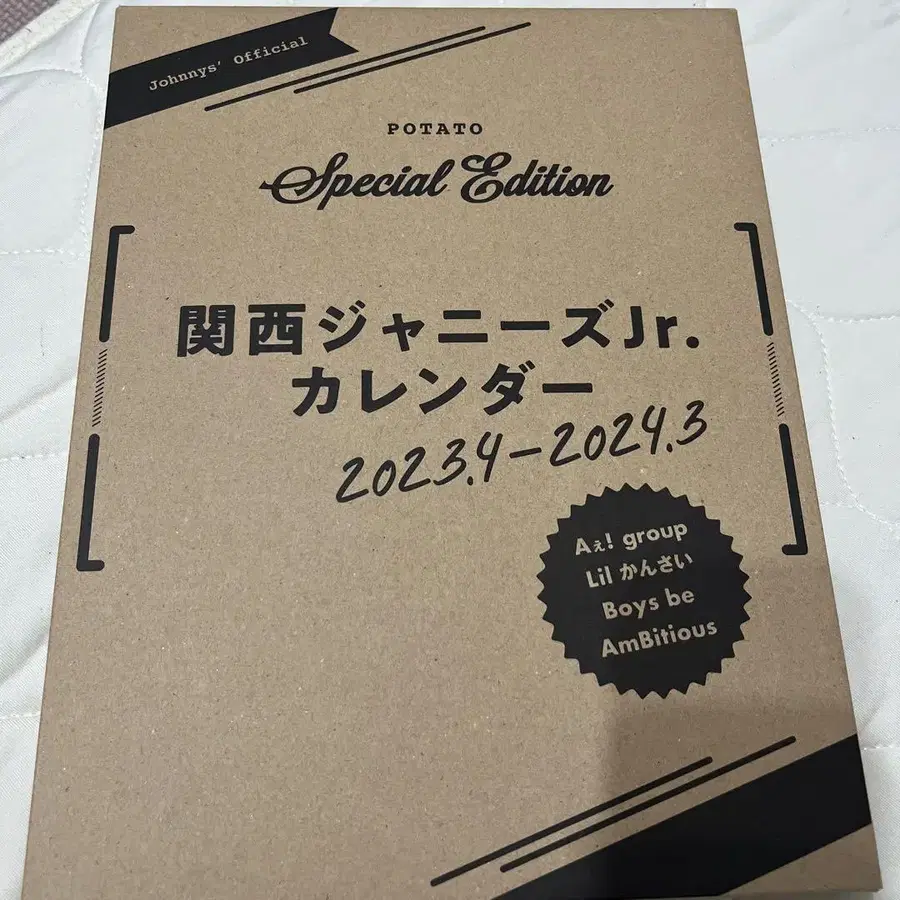 Johnnys' Official
POTATO
Special Edition
関西ジャニーズJr.
カレンダー
2023.4-2024.3
Aぇ! group
Lil かんさい
Boys be
AmBitious